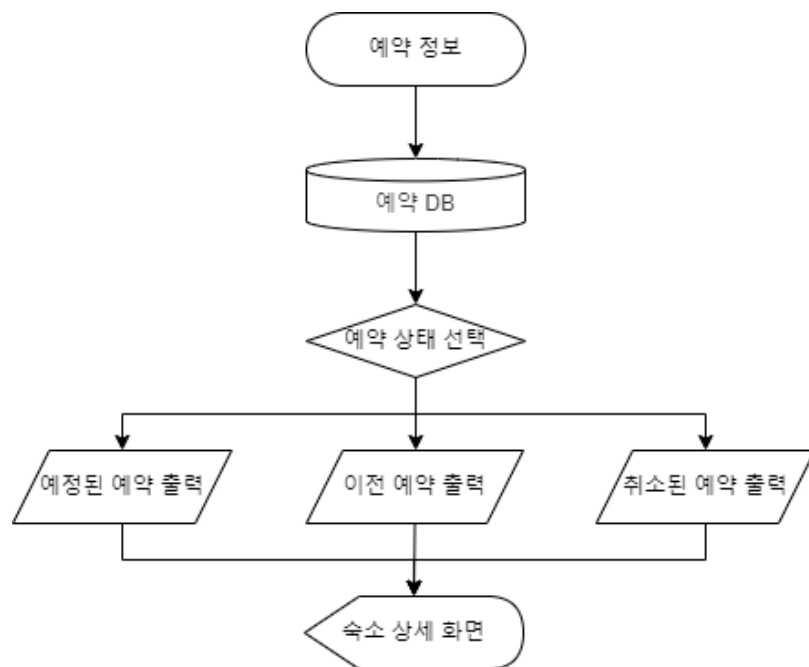 예약 정보
예약 DB
예약 상태 선택
예정된 예약 출력
이전 예약 출력
취소된 예약 출력
숙소 상세 화면